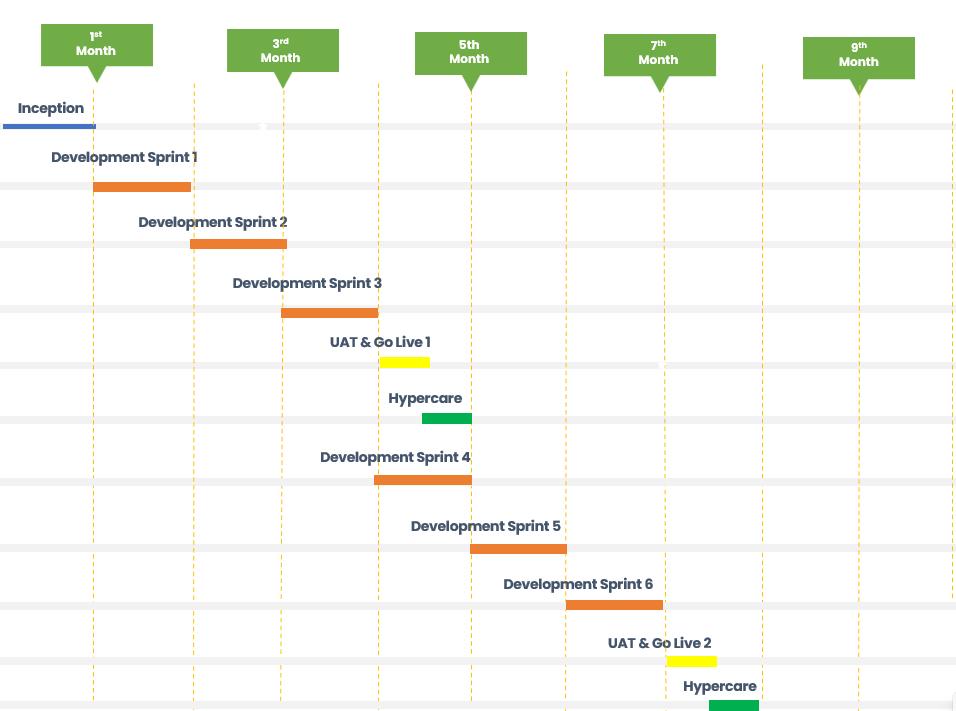 1st
Month
3rd
Month
5th
Month
7th
Month
9th
Month
Inception
Development Sprint 1
Development Sprint 2
Development Sprint 3
UAT & Go Live 1
Hypercare
Development Sprint 4
Development Sprint 5
Development Sprint 6
UAT & Go Live 2
Hypercare